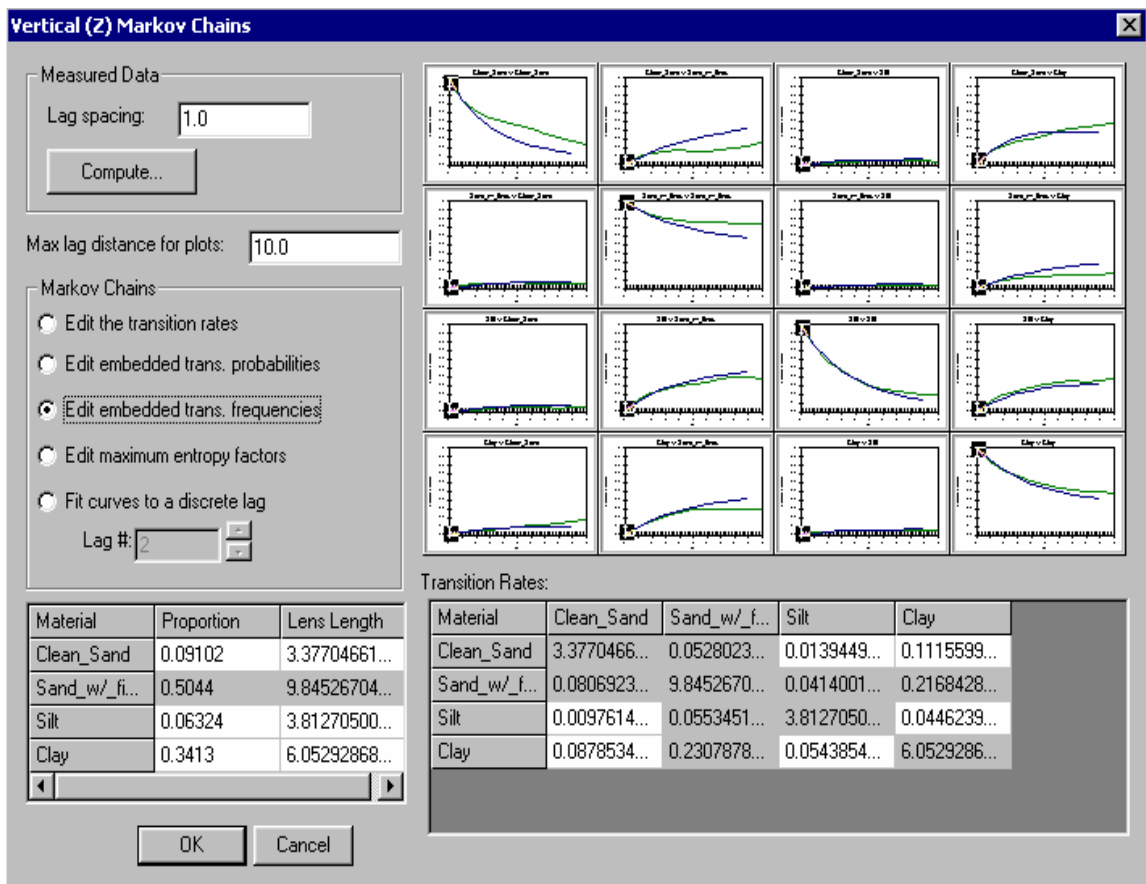 Vertical (Z) Markov Chains
Measured Data
Lag spacing: 1.0
Compute...
Max lag distance for plots: 10.0
Markov Chains
Edit the transition rates
Edit embedded trans. probabilities
Edit embedded trans. frequencies
Edit maximum entropy factors
Fit curves to a discrete lag
Lag #: 2
Material Proportion Lens Length
Clean_Sand 0.09102 3.37704661...
Sand_w/_fi... 0.5044 9.84526704...
Silt 0.06324 3.81270500...
Clay 0.3413 6.05292868...
OK Cancel
Transition Rates:
Material Clean_Sand Sand_w/_f... Silt Clay
Clean_Sand 3.3770466... 0.0528023... 0.0139449... 0.1115599...
Sand_w/_f... 0.0806923... 9.8452670... 0.0414001... 0.2168428...
Silt 0.0097614... 0.0553451... 3.8127050... 0.0446239...
Clay 0.0878534... 0.2307878... 0.0543854... 6.0529286...